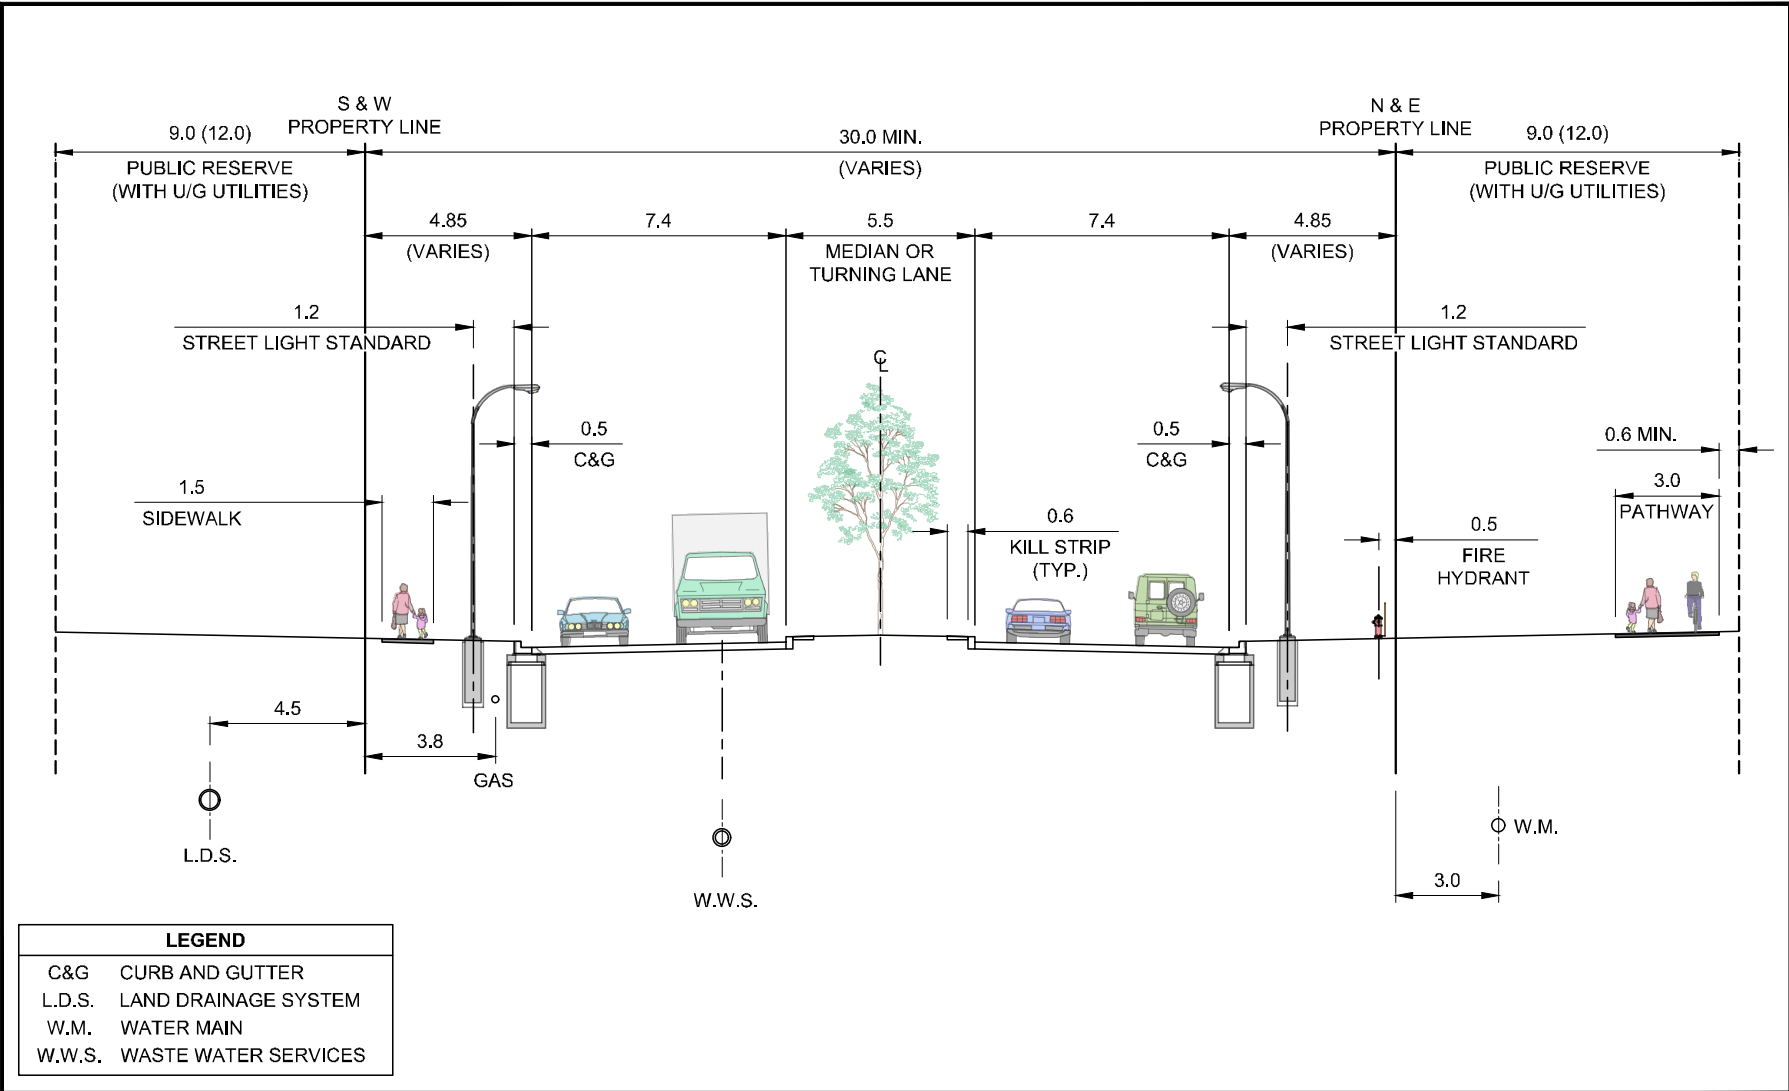 S & W
PROPERTY LINE
N & E
PROPERTY LINE
9.0 (12.0)
PUBLIC RESERVE
(WITH U/G UTILITIES)
30.0 MIN.
(VARIES)
9.0 (12.0)
PUBLIC RESERVE
(WITH U/G UTILITIES)
4.85
(VARIES)
7.4
5.5
MEDIAN OR
TURNING LANE
7.4
4.85
(VARIES)
1.2
STREET LIGHT STANDARD
1.2
STREET LIGHT STANDARD
CL
0.5
C&G
0.5
C&G
0.6 MIN.
1.5
SIDEWALK
3.0
PATHWAY
0.6
KILL STRIP
(TYP.)
0.5
FIRE
HYDRANT
4.5
3.8
GAS
L.D.S.
W.W.S.
W.M.
3.0
LEGEND
C&G CURB AND GUTTER
L.D.S. LAND DRAINAGE SYSTEM
W.M. WATER MAIN
W.W.S. WASTE WATER SERVICES